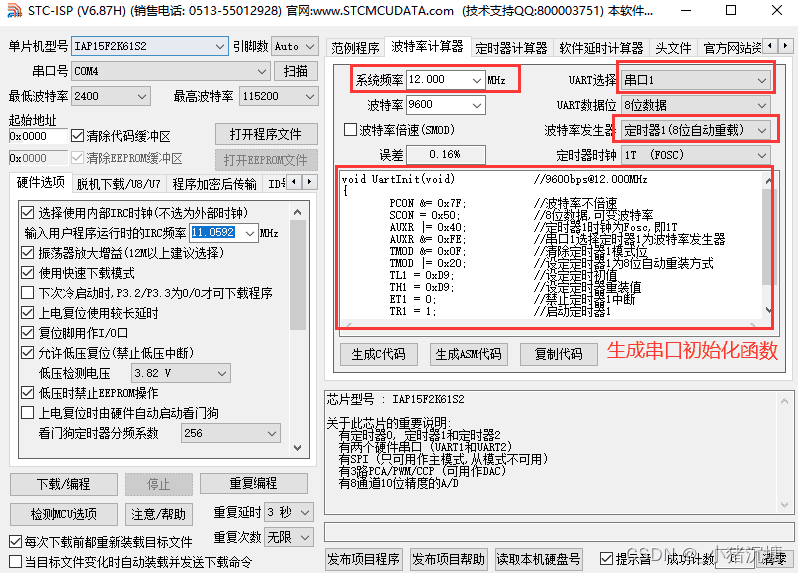 STC-ISP (V6.87H) (销售电话: 0513-55012928) 官网:www.STCMCUDATA.com (技术支持QQ:800003751) 本软件...
单片机型号 IAP15F2K61S2 引脚数 Auto
串口号 COM4 扫描
最低波特率 2400 最高波特率 115200
起始地址
0x0000 清除代码缓冲区 打开程序文件
0x0000 清除EEPROM缓冲区 打开EEPROM文件
硬件选项 脱机下载/U8/U7 程序加密后传输
选择使用内部IRC时钟(不选为外部时钟)
输入用户程序运行时的IRC频率 11.0592 MHz
振荡器放大增益(12M以上建议选择)
使用快速下载模式
下次冷启动时,P3.2/P3.3为0/0才可下载程序
上电复位使用较长延时
复位脚用作I/O口
允许低压复位(禁止低压中断)
低压检测电压 3.82 V
低压时禁止EEPROM操作
上电复位时由硬件自动启动看门狗
看门狗定时器分频系数 256
下载/编程 停止 重复编程
检测MCU选项 注意/帮助 重复延时 3 秒
重复次数 无限
每次下载前都重新装载目标文件
当目标文件变化时自动装载并发送下载命令
范例程序 波特率计算器 定时器计算器 软件延时计算器 头文件 官方网站资
系统频率 12.000 MHz UART选择 串口1
波特率 9600 UART数据位 8位数据
波特率倍速(SMOD) 波特率发生器 定时器1(8位自动重载)
误差 0.16% 定时器时钟 1T (FOSC)
void UartInit(void) //9600bps@12.000MHz
{
PCON &= 0x7F; //波特率不倍速
SCON = 0x50; //8位数据,可变波特率
AUXR |= 0x40; //定时器1时钟为Fosc,即1T
AUXR &= 0xFE; //串口1选择定时器1为波特率发生器
TMOD &= 0x0F; //清除定时器1模式位
TMOD |= 0x20; //设定定时器1为8位自动重装方式
TL1 = 0xD9; //设定定时初值
TH1 = 0xD9; //设定定时器重装值
ET1 = 0; //禁止定时器1中断
TR1 = 1; //启动定时器1
生成C代码 生成ASM代码 复制代码 生成串口初始化函数
芯片型号 : IAP15F2K61S2
关于此芯片的重要说明:
有定时器0, 定时器1和定时器2
有两个硬件串口 (UART1和UART2)
有SPI (只可用作主模式,从模式不可用)
有3路PCA/PWM/CCP (可用作DAC)
有8通道10位精度的A/D
发布项目程序 发布项目帮助 读取本机硬盘号 提示音 成功计数 清零
CSDN @小猪沉塘